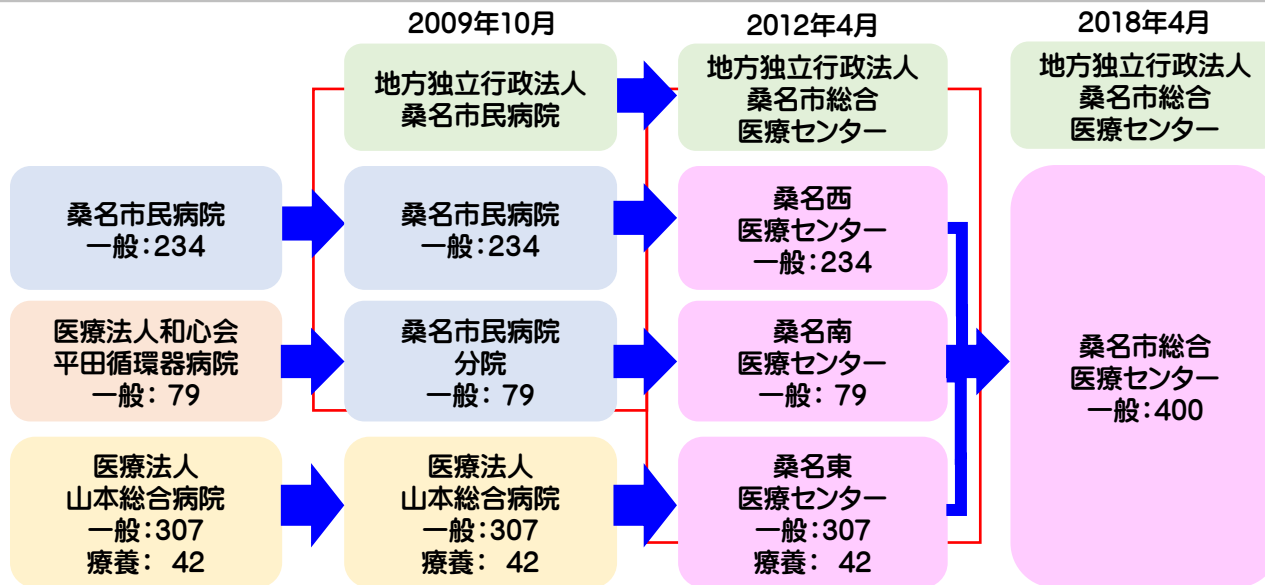 2009年10月
2012年4月
2018年4月
地方独立行政法人
桑名市民病院
地方独立行政法人
桑名市総合
医療センター
地方独立行政法人
桑名市総合
医療センター
桑名市民病院
一般:234
桑名市民病院
一般:234
桑名西
医療センター
一般:234
医療法人和心会
平田循環器病院
一般: 79
桑名市民病院
分院
一般: 79
桑名南
医療センター
一般: 79
桑名市総合
医療センター
一般:400
医療法人
山本総合病院
一般:307
療養: 42
医療法人
山本総合病院
一般:307
療養: 42
桑名東
医療センター
一般:307
療養: 42